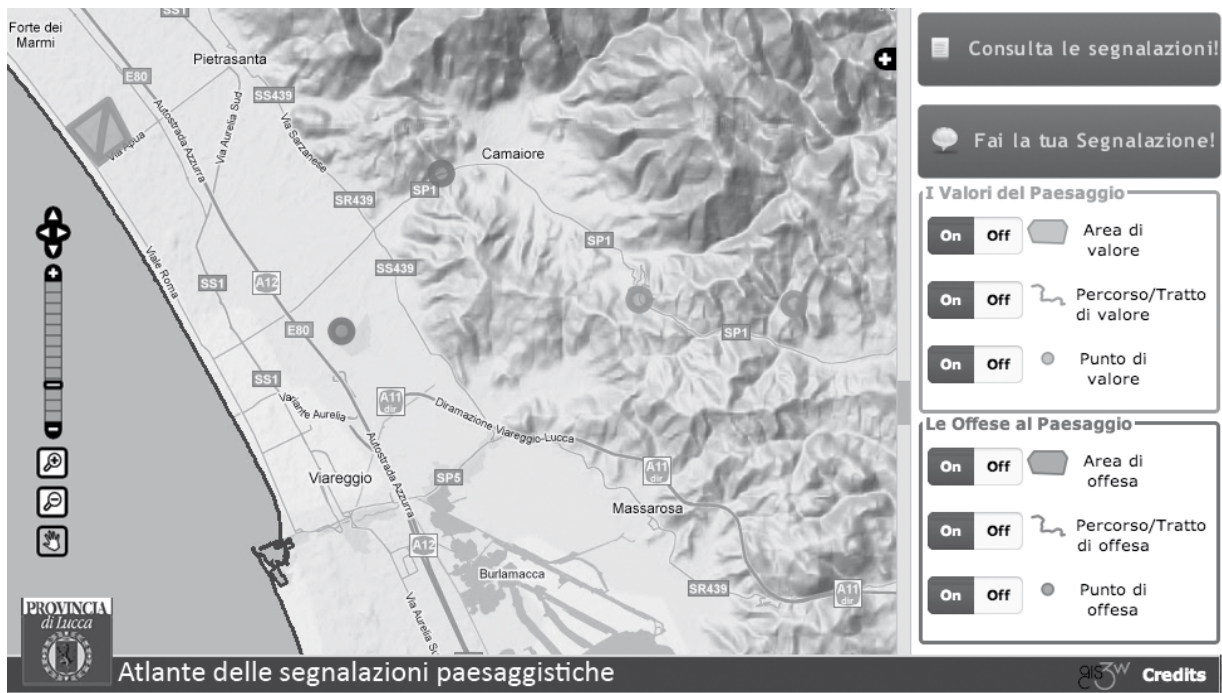 SS1
Forte dei
Marmi
Pietrasanta
E80
SS439
Via Apua
Autostrada Azzurra
Via Aurelia Sud
Via Sarzanese
Camaiore
SP1
SR439
Viale Roma
SP1
SS439
SS1
A12
E80
SP1
SS1
Variante Aurelia
A11
dir
Diramazione Viareggio-Lucca
Autostrada Azzurra
Viareggio
SP5
A11
dir
Massarosa
A12
Burlamacca
SR439
A11
dir
Via Aurelia Su
PROVINCIA
di Lucca
Atlante delle segnalazioni paesaggistiche
Consulta le segnalazioni!
Fai la tua Segnalazione!
I Valori del Paesaggio
On Off Area di
valore
On Off Percorso/Tratto
di valore
On Off Punto di
valore
Le Offese al Paesaggio
On Off Area di
offesa
On Off Percorso/Tratto
di offesa
On Off Punto di
offesa
gis3W Credits